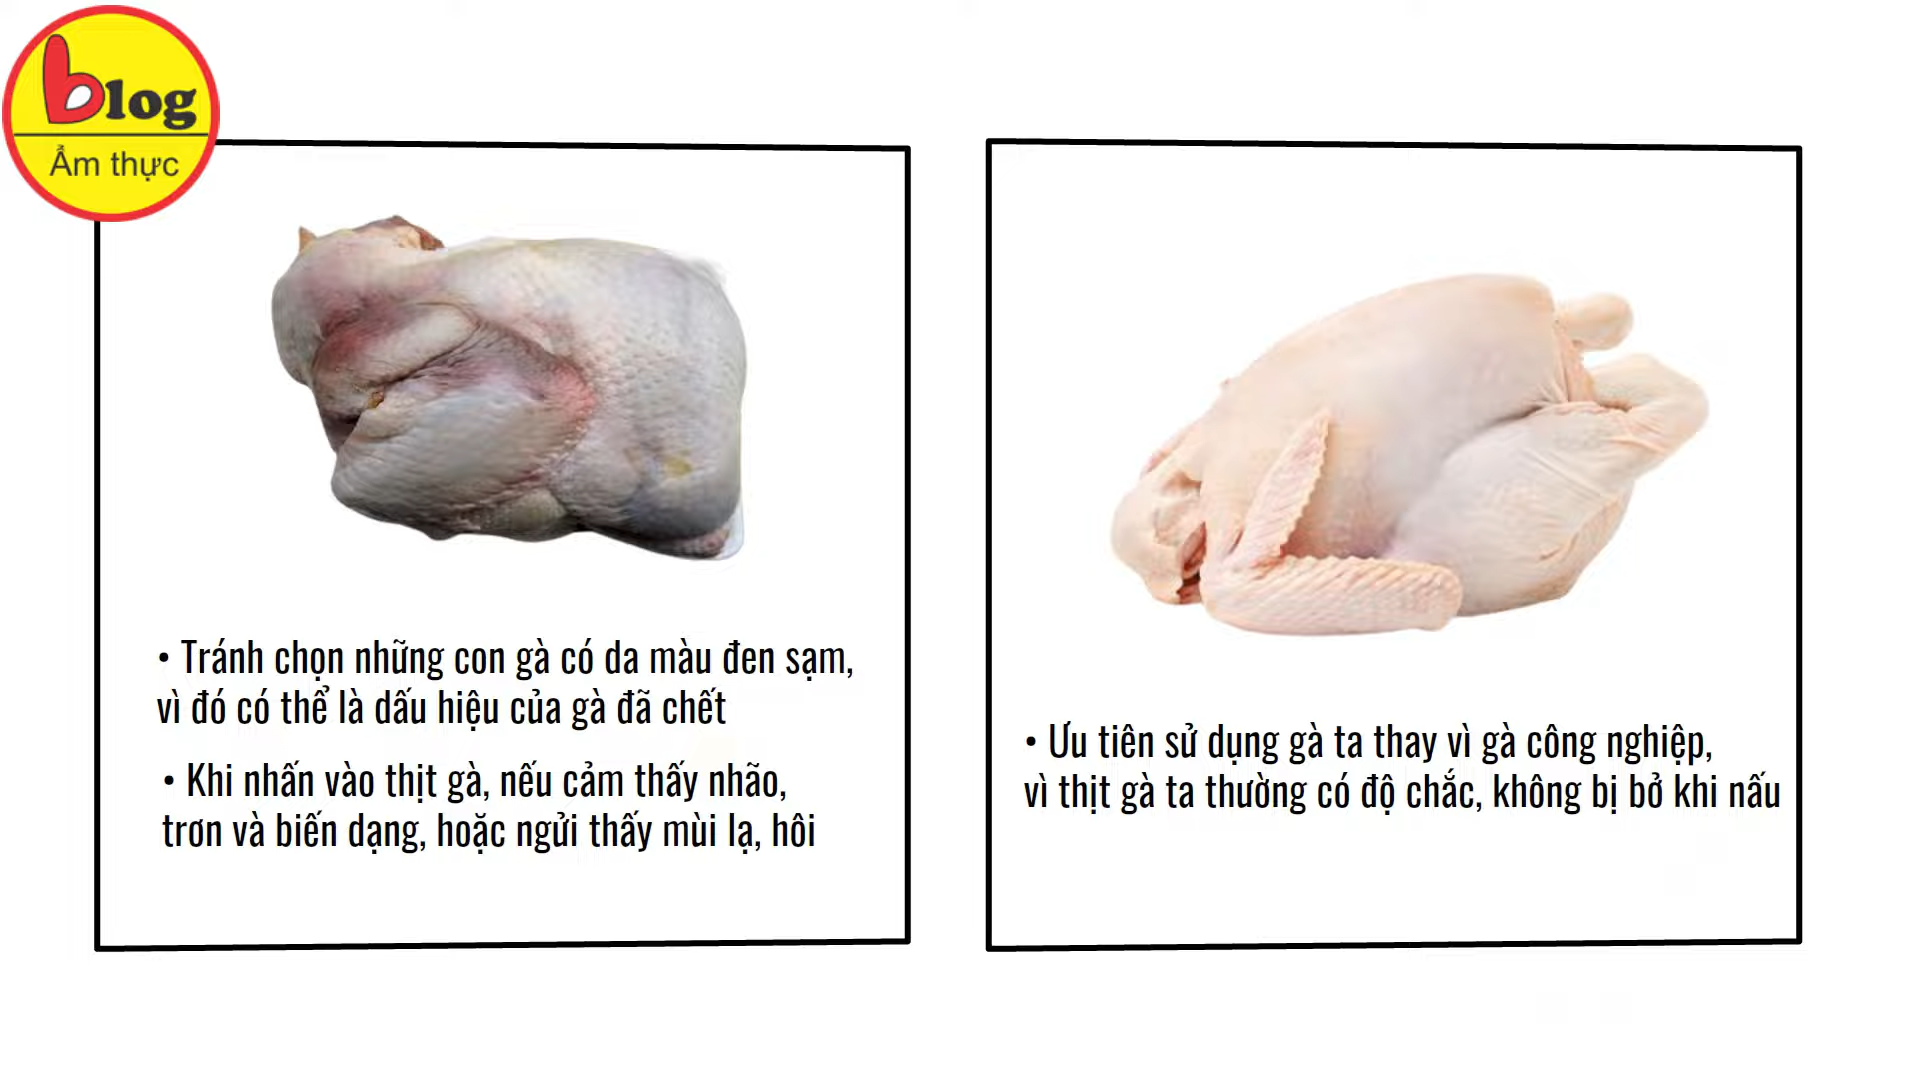 blog
Ẩm thực
• Tránh chọn những con gà có da màu đen sạm,
vì đó có thể là dấu hiệu của gà đã chết
• Khi nhấn vào thịt gà, nếu cảm thấy nhão,
trơn và biến dạng, hoặc ngửi thấy mùi lạ, hôi
• Ưu tiên sử dụng gà ta thay vì gà công nghiệp,
vì thịt gà ta thường có độ chắc, không bị bở khi nấu